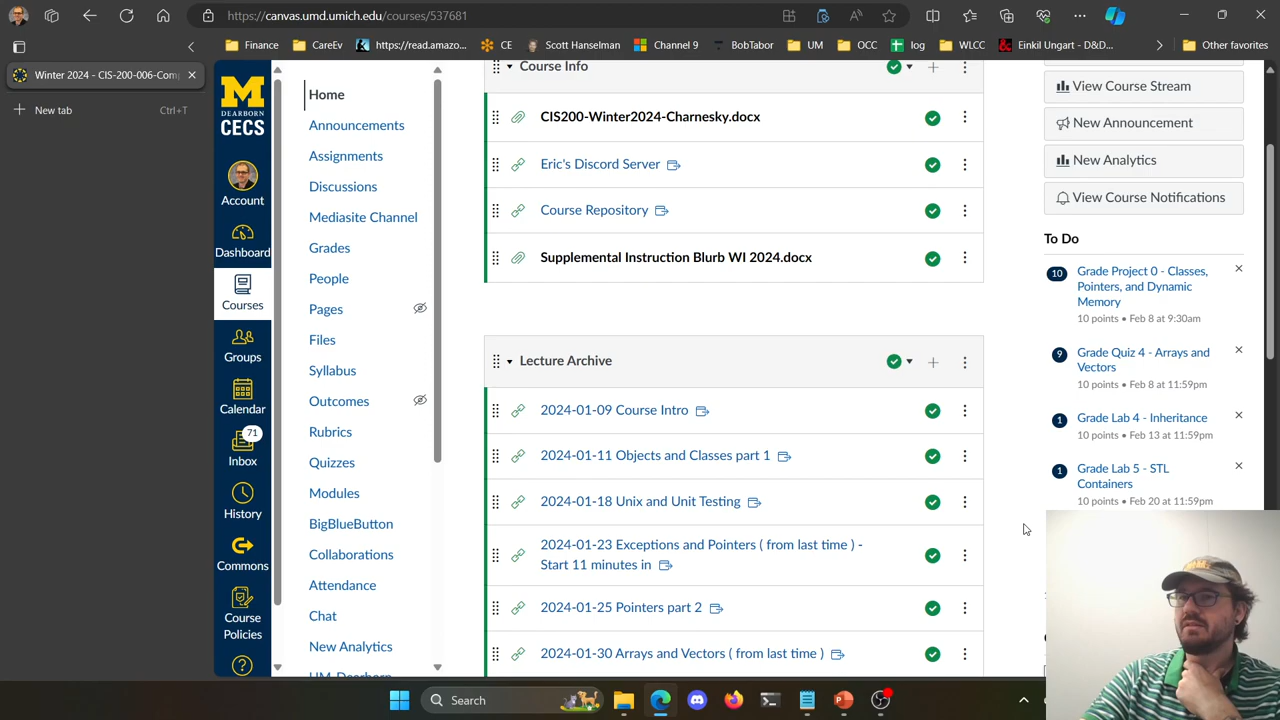 https://canvas.umd.umich.edu/courses/537681
Finance
CareEv
https://read.amazo...
CE
Scott Hanselman
Channel 9
BobTabor
UM
OCC
log
WLCC
Einkil Ungart - D&D...
Other favorites
Winter 2024 - CIS-200-006-Com
New tab
Ctrl+T
M
DEARBORN
CECS
Account
Dashboard
Courses
Groups
Calendar
71
Inbox
History
Commons
Course
Policies
Home
Announcements
Assignments
Discussions
Mediasite Channel
Grades
People
Pages
Files
Syllabus
Outcomes
Rubrics
Quizzes
Modules
BigBlueButton
Collaborations
Attendance
Chat
New Analytics
UM-Dearborn
Course Info
CIS200-Winter2024-Charnesky.docx
Eric's Discord Server
Course Repository
Supplemental Instruction Blurb WI 2024.docx
Lecture Archive
2024-01-09 Course Intro
2024-01-11 Objects and Classes part 1
2024-01-18 Unix and Unit Testing
2024-01-23 Exceptions and Pointers ( from last time ) -
Start 11 minutes in
2024-01-25 Pointers part 2
2024-01-30 Arrays and Vectors ( from last time )
View Course Stream
New Announcement
New Analytics
View Course Notifications
To Do
10
Grade Project 0 - Classes,
Pointers, and Dynamic
Memory
10 points • Feb 8 at 9:30am
9
Grade Quiz 4 - Arrays and
Vectors
10 points • Feb 8 at 11:59pm
1
Grade Lab 4 - Inheritance
10 points • Feb 13 at 11:59pm
1
Grade Lab 5 - STL
Containers
10 points • Feb 20 at 11:59pm
Search